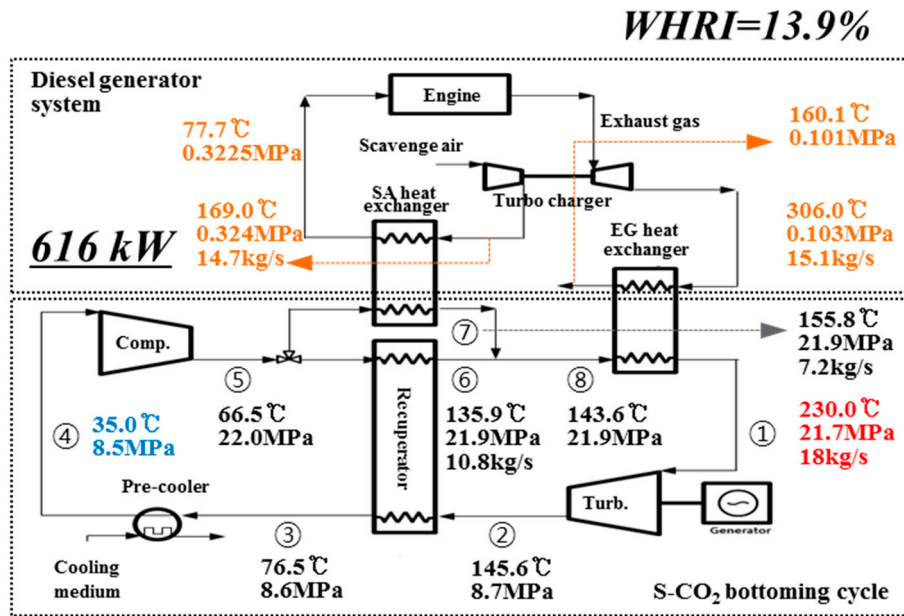 WHRI=13.9%
Diesel generator
system
Engine
77.7℃
0.3225MPa
Scavenge air
Exhaust gas
160.1℃
0.101MPa
SA heat
exchanger
Turbo charger
169.0℃
0.324MPa
14.7kg/s
EG heat
exchanger
306.0℃
0.103MPa
15.1kg/s
616 kW
Comp.
⑦
155.8℃
21.9MPa
7.2kg/s
⑤
66.5℃
22.0MPa
Recuperator
⑥
135.9℃
21.9MPa
10.8kg/s
⑧
143.6℃
21.9MPa
①
230.0℃
21.7MPa
18kg/s
④
35.0℃
8.5MPa
Pre-cooler
Turb.
Generator
Cooling
medium
③
76.5℃
8.6MPa
②
145.6℃
8.7MPa
S-CO₂ bottoming cycle